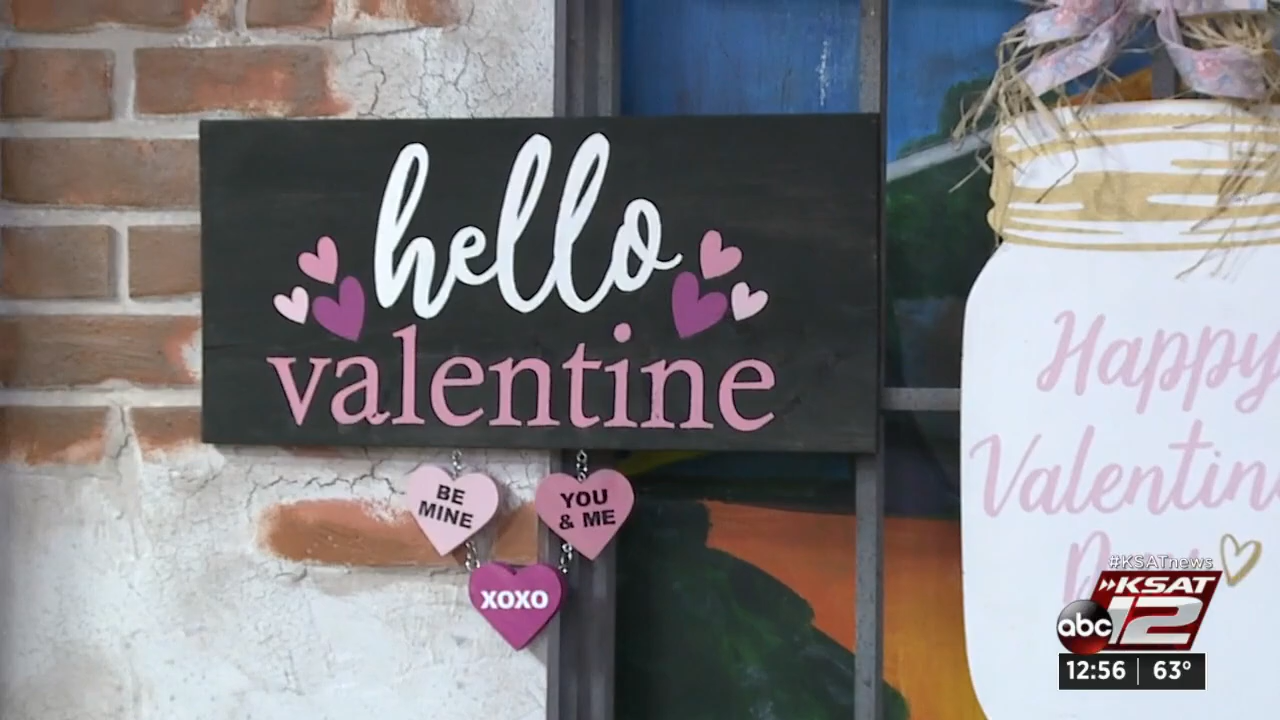 hello
valentine
BE
MINE
YOU
& ME
XOXO
Happy
Valentin
#KSATnews
KSAT
abc 12
12:56 63°